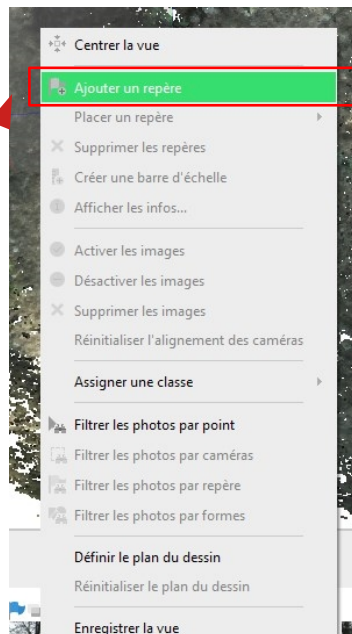 Centrer la vue
Ajouter un repère
Placer un repère
Supprimer les repères
Créer une barre d'échelle
Afficher les infos...
Activer les images
Désactiver les images
Supprimer les images
Réinitialiser l'alignement des caméras
Assigner une classe
Filtrer les photos par point
Filtrer les photos par caméras
Filtrer les photos par repère
Filtrer les photos par formes
Définir le plan du dessin
Réinitialiser le plan du dessin
Enregistrer la vue